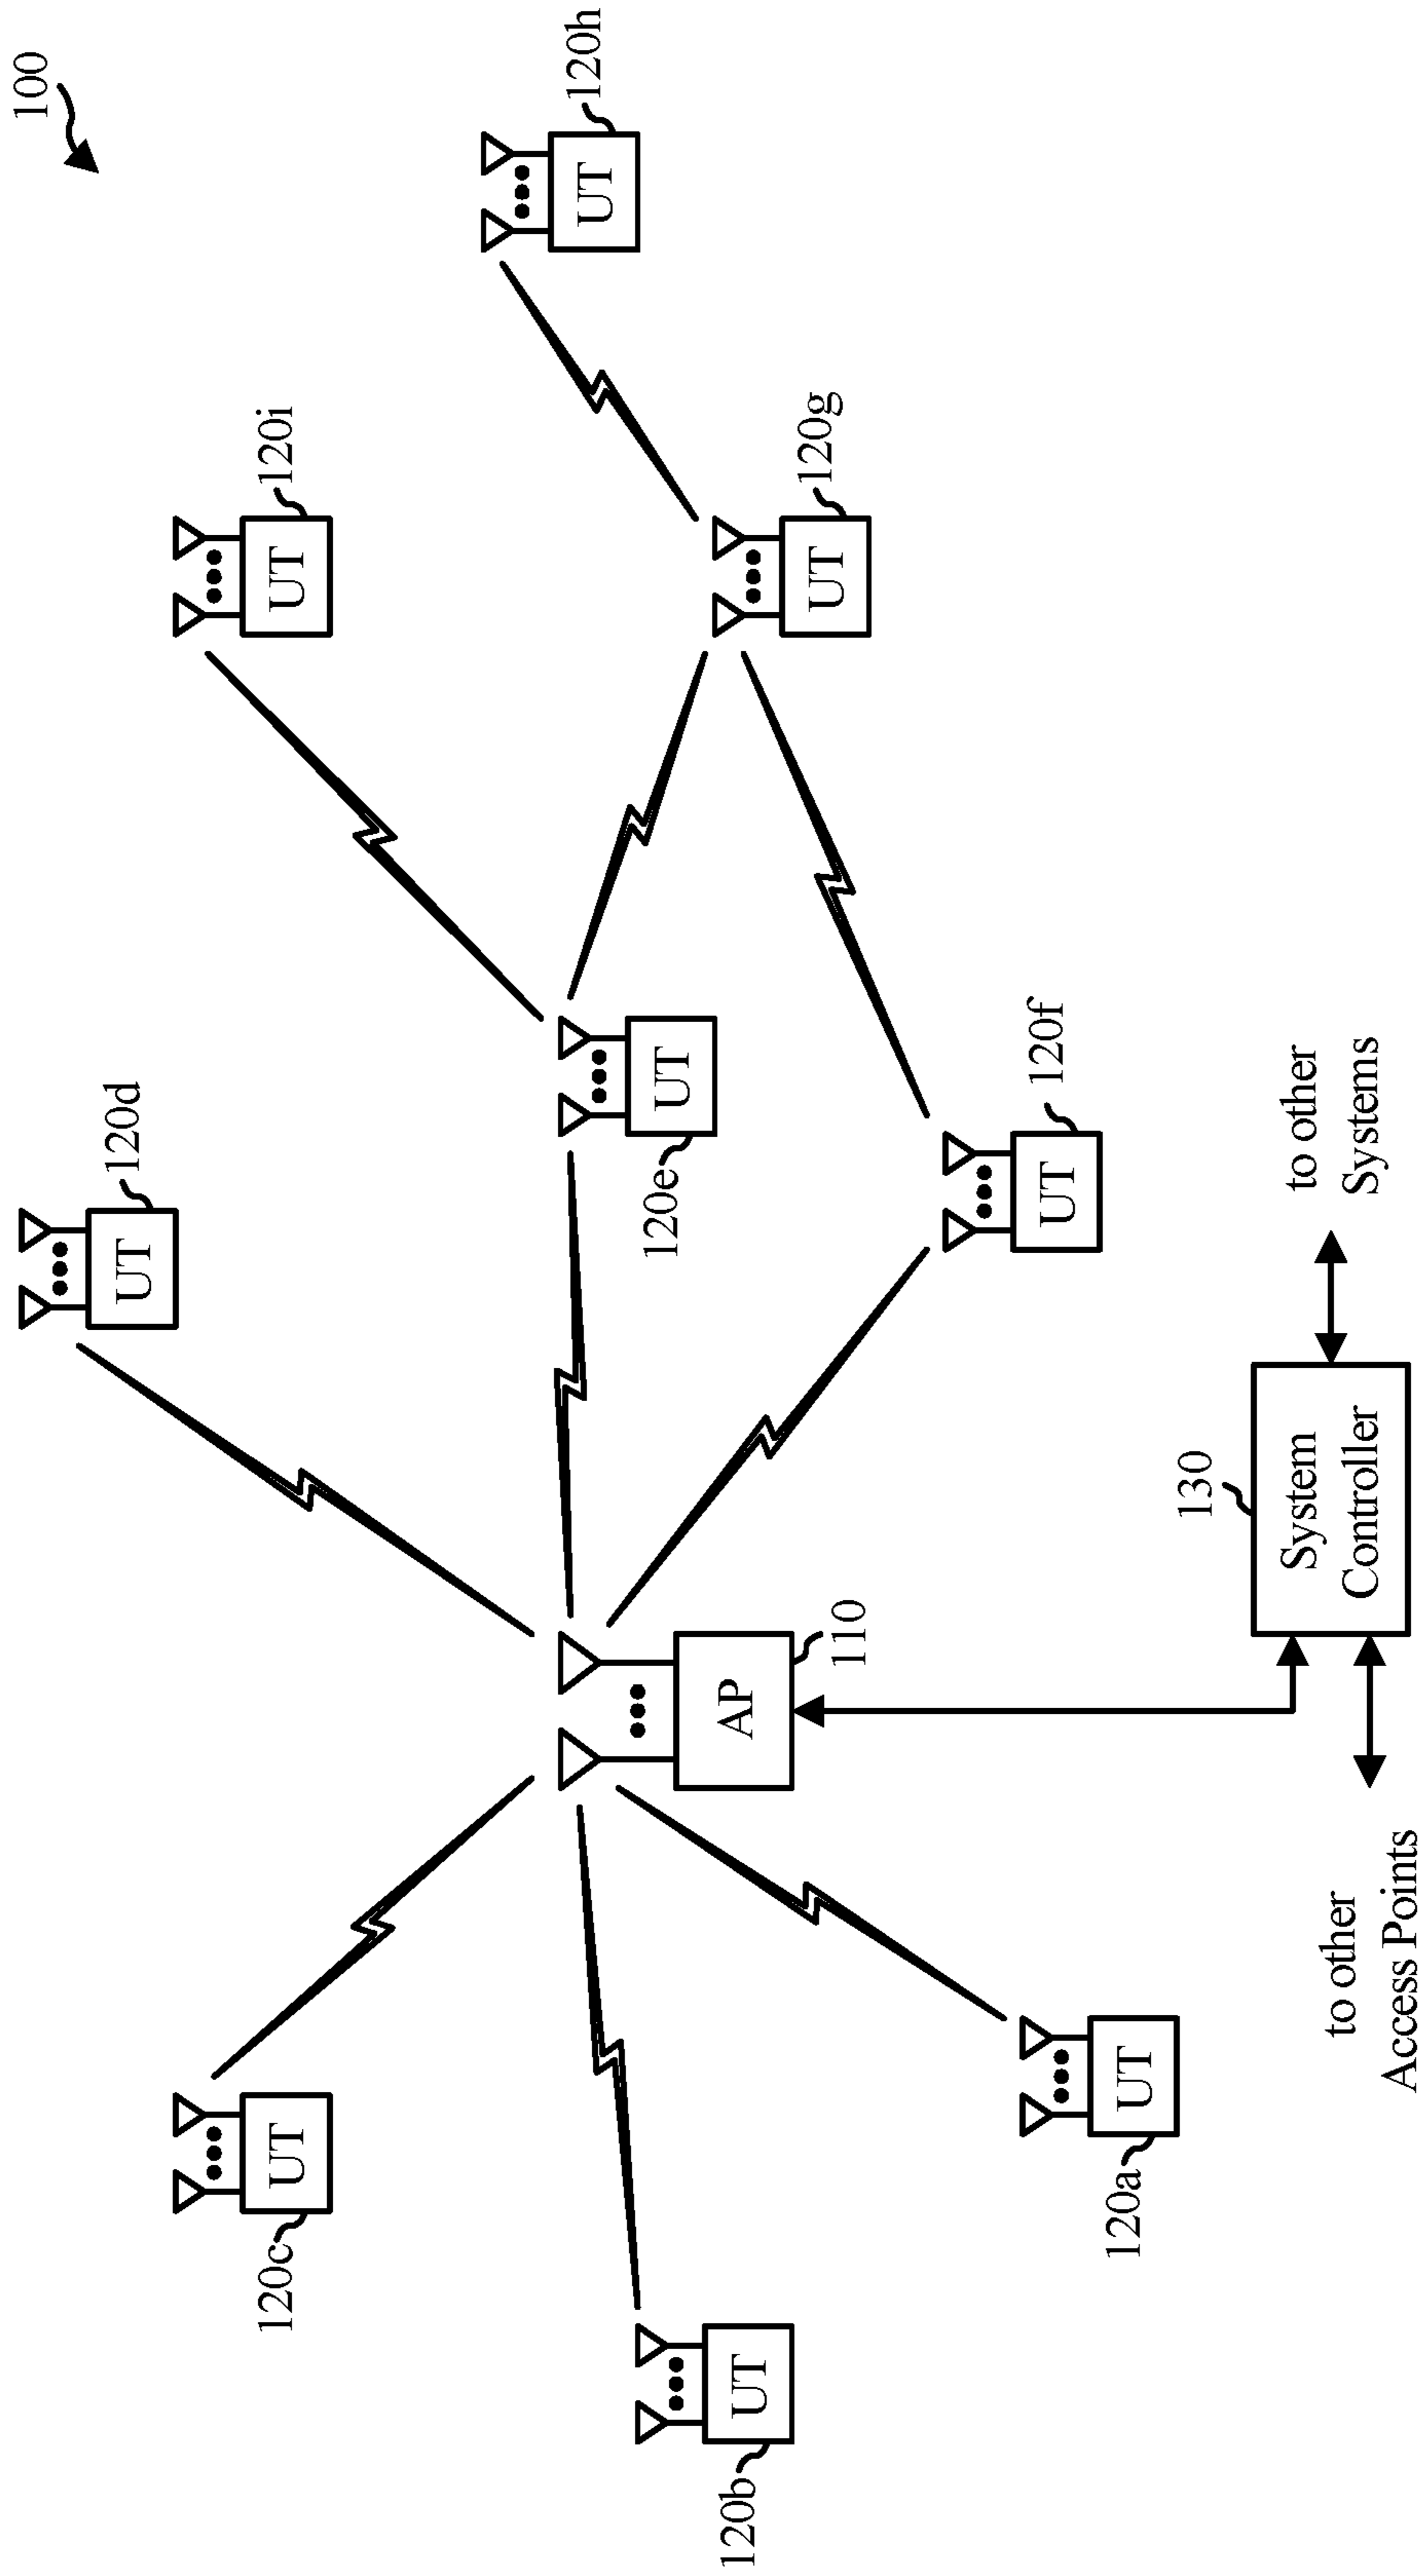 100
120d
UT
120i
UT
120c
UT
120h
UT
120e
UT
AP
110
120g
UT
120b
UT
120f
UT
120a
UT
130
System
Controller
to other
Systems
to other
Access Points